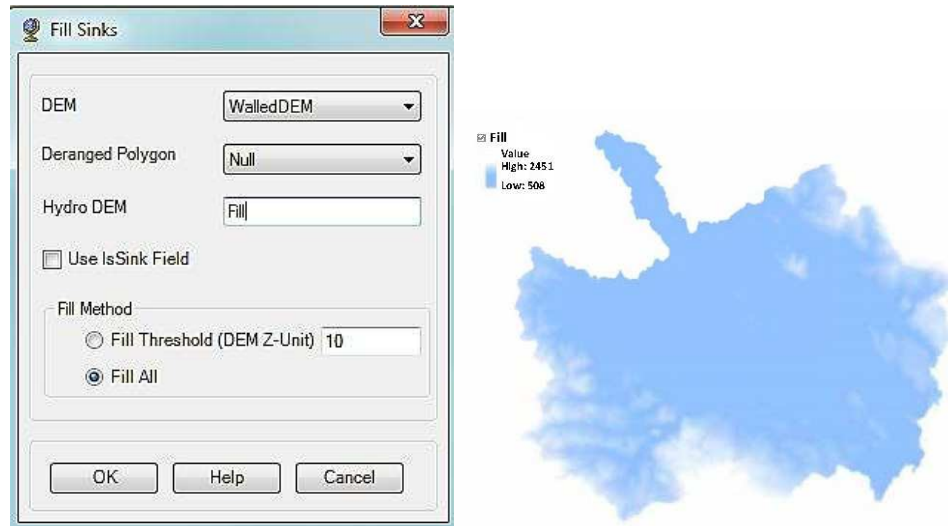 Fill Sinks
DEM
WalledDEM
Deranged Polygon
Null
Hydro DEM
Fill
Use IsSink Field
Fill Method
Fill Threshold (DEM Z-Unit) 10
Fill All
OK Help Cancel
Fill
Value
High: 2451
Low: 508